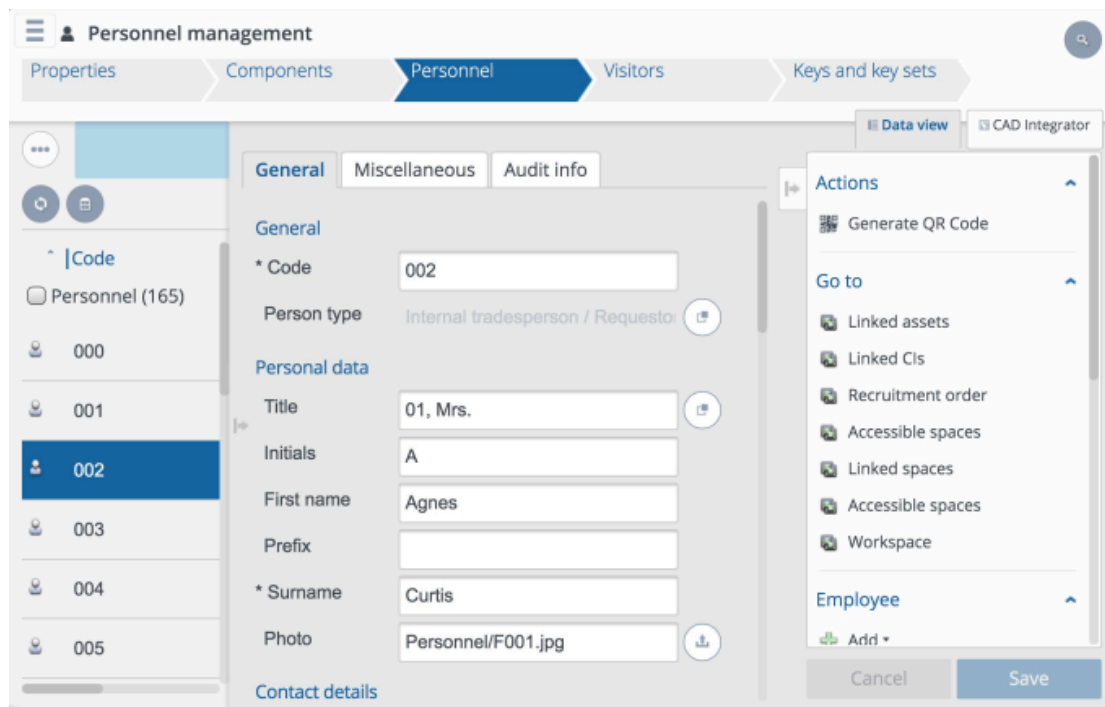 Personnel management
Properties
Components
Personnel
Visitors
Keys and key sets
Data view
CAD Integrator
Code
Personnel (165)
000
001
002
003
004
005
General
Miscellaneous
Audit info
General
* Code
002
Person type
Internal tradesperson / Requesto
Personal data
Title
01, Mrs.
Initials
A
First name
Agnes
Prefix
* Surname
Curtis
Photo
Personnel/F001.jpg
Contact details
Actions
Generate QR Code
Go to
Linked assets
Linked CIs
Recruitment order
Accessible spaces
Linked spaces
Accessible spaces
Workspace
Employee
Add
Cancel
Save